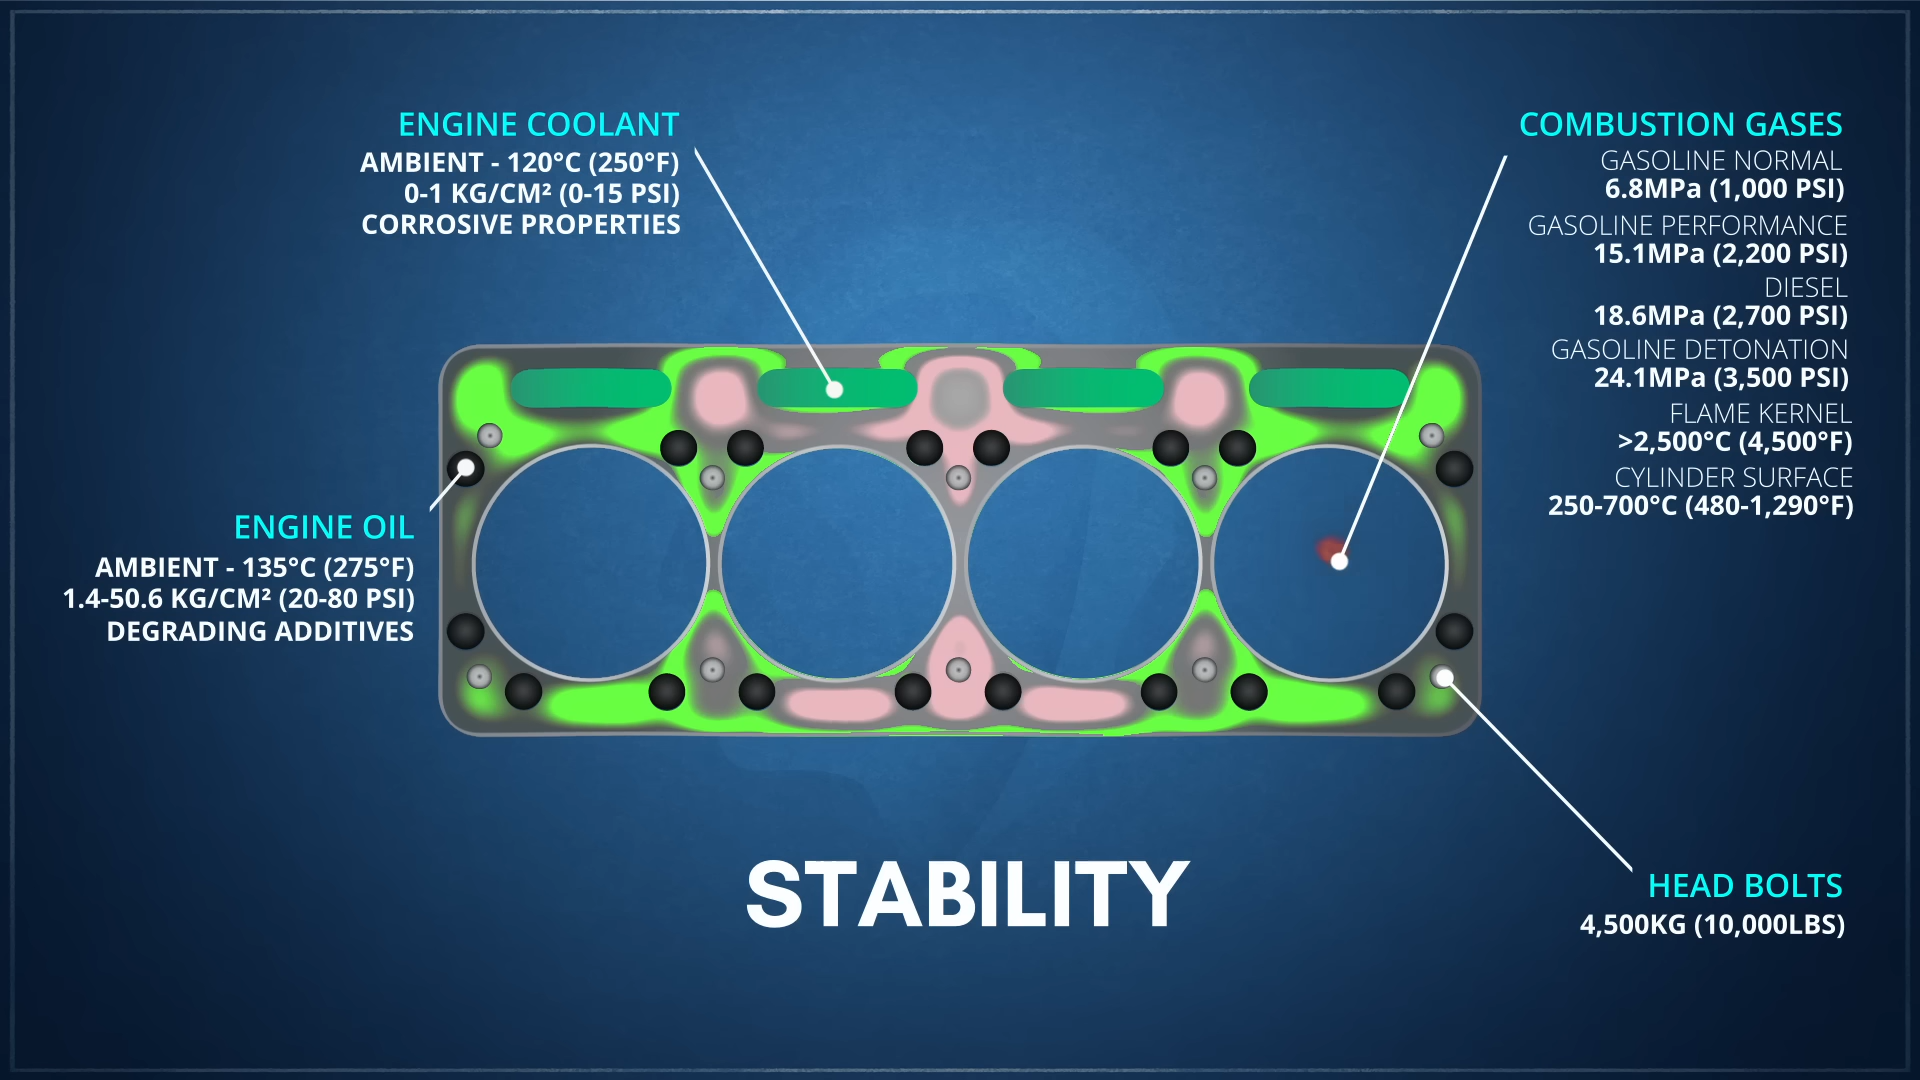 ENGINE COOLANT
AMBIENT - 120°C (250°F)
0-1 KG/CM² (0-15 PSI)
CORROSIVE PROPERTIES
COMBUSTION GASES
GASOLINE NORMAL
6.8MPa (1,000 PSI)
GASOLINE PERFORMANCE
15.1MPa (2,200 PSI)
DIESEL
18.6MPa (2,700 PSI)
GASOLINE DETONATION
24.1MPa (3,500 PSI)
FLAME KERNEL
>2,500°C (4,500°F)
CYLINDER SURFACE
250-700°C (480-1,290°F)
ENGINE OIL
AMBIENT - 135°C (275°F)
1.4-50.6 KG/CM² (20-80 PSI)
DEGRADING ADDITIVES
STABILITY
HEAD BOLTS
4,500KG (10,000LBS)